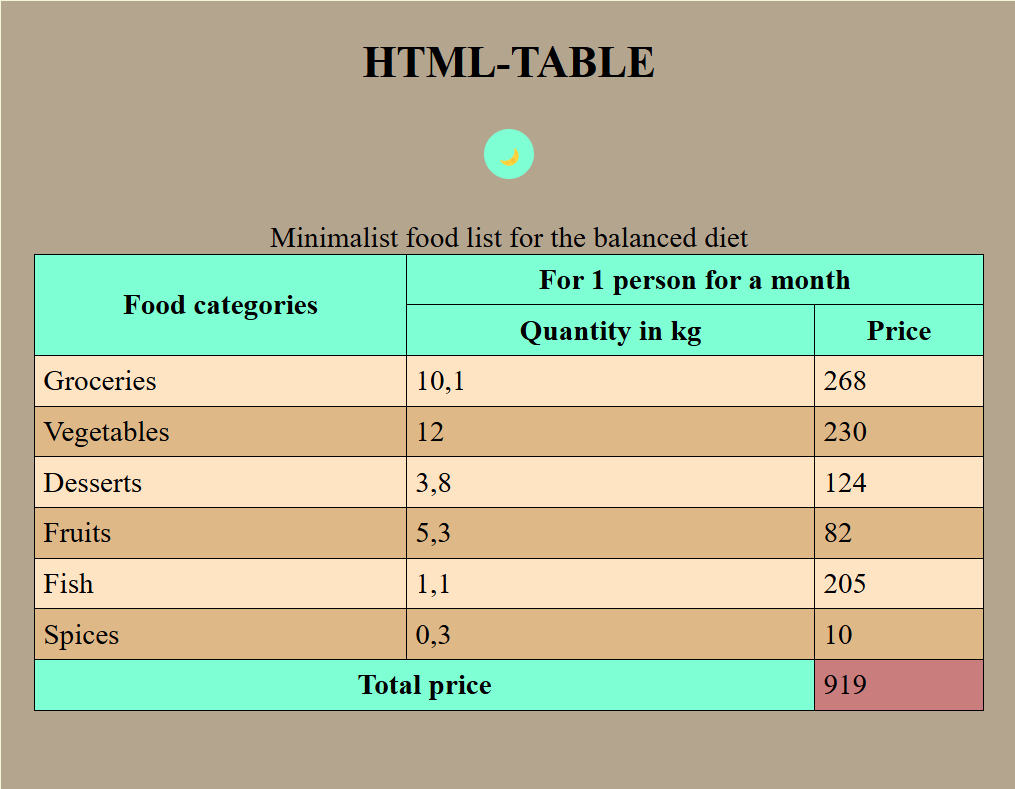 HTML-TABLE
Minimalist food list for the balanced diet
Food categories
For 1 person for a month
Quantity in kg Price
Groceries 10,1 268
Vegetables 12 230
Desserts 3,8 124
Fruits 5,3 82
Fish 1,1 205
Spices 0,3 10
Total price 919